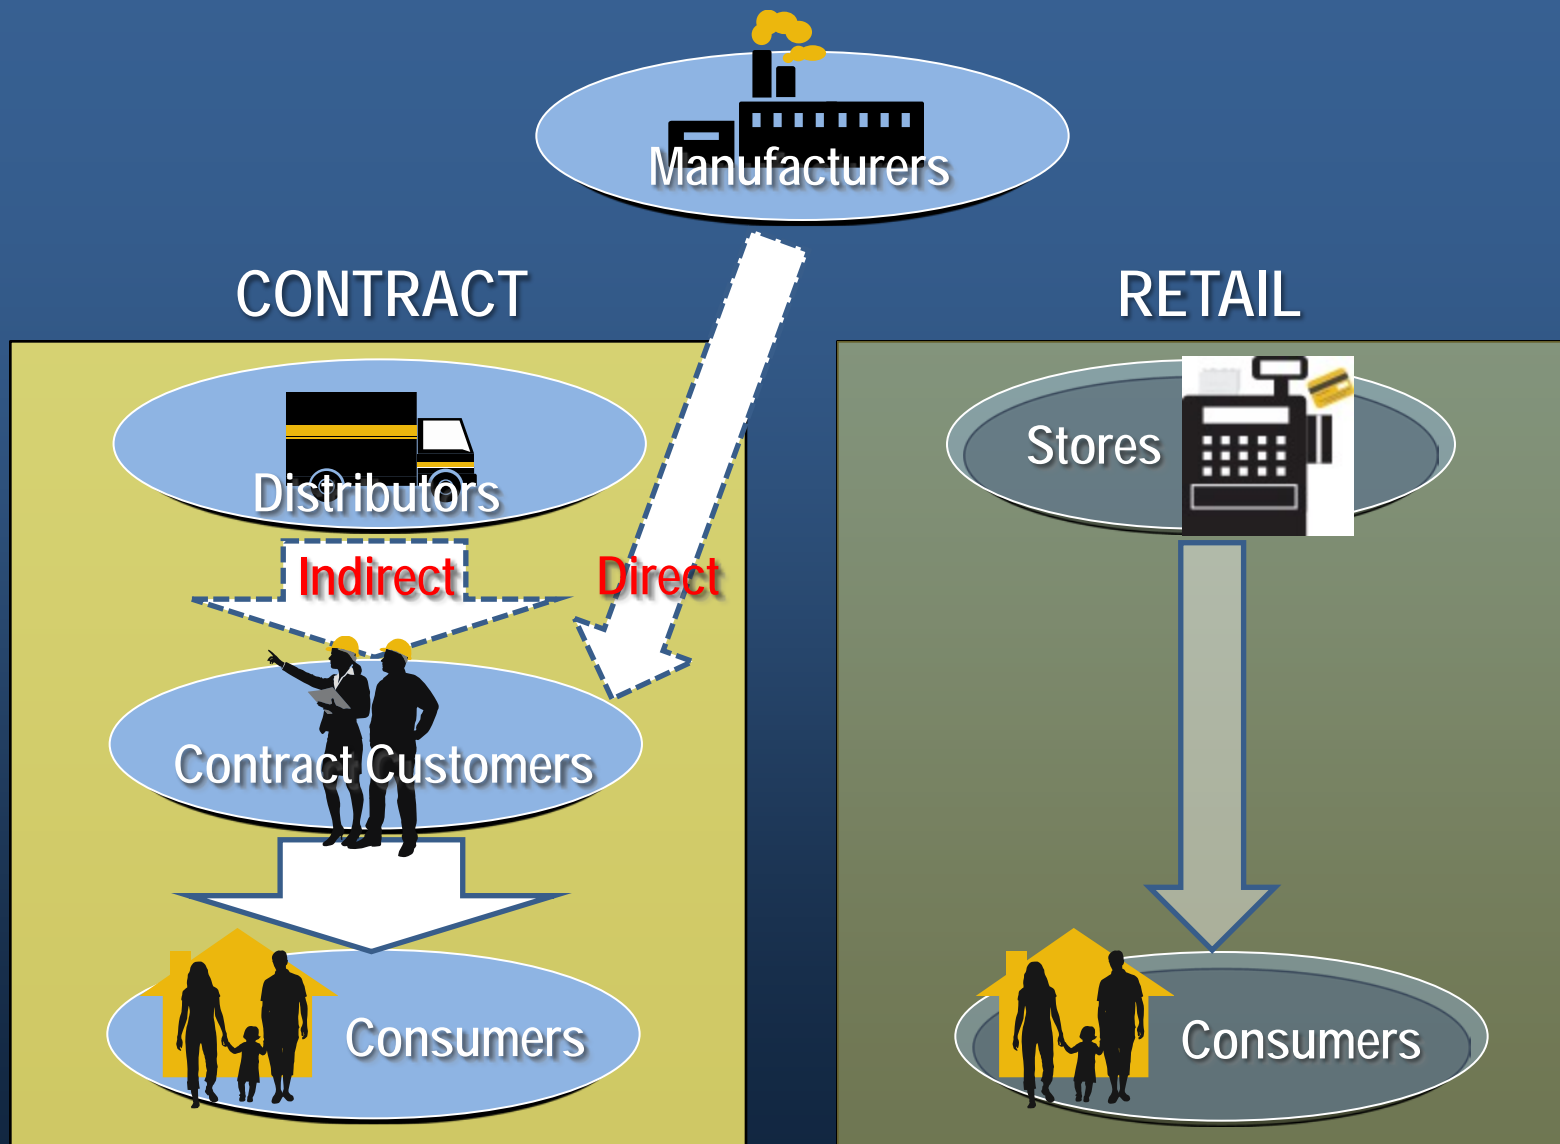 Manufacturers
CONTRACT
RETAIL
Distributors
Stores
Indirect
Direct
Contract Customers
Consumers
Consumers